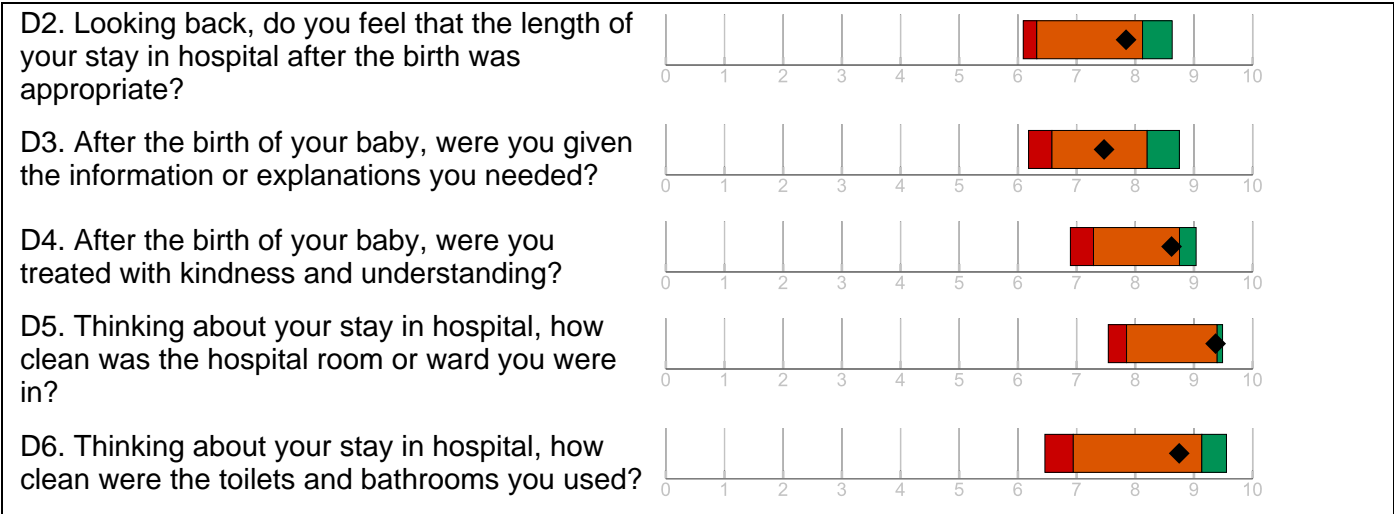 D2. Looking back, do you feel that the length of
your stay in hospital after the birth was
appropriate?
0 1 2 3 4 5 6 7 8 9 10
D3. After the birth of your baby, were you given
the information or explanations you needed?
0 1 2 3 4 5 6 7 8 9 10
D4. After the birth of your baby, were you
treated with kindness and understanding?
0 1 2 3 4 5 6 7 8 9 10
D5. Thinking about your stay in hospital, how
clean was the hospital room or ward you were
in?
0 1 2 3 4 5 6 7 8 9 10
D6. Thinking about your stay in hospital, how
clean were the toilets and bathrooms you used?
0 1 2 3 4 5 6 7 8 9 10